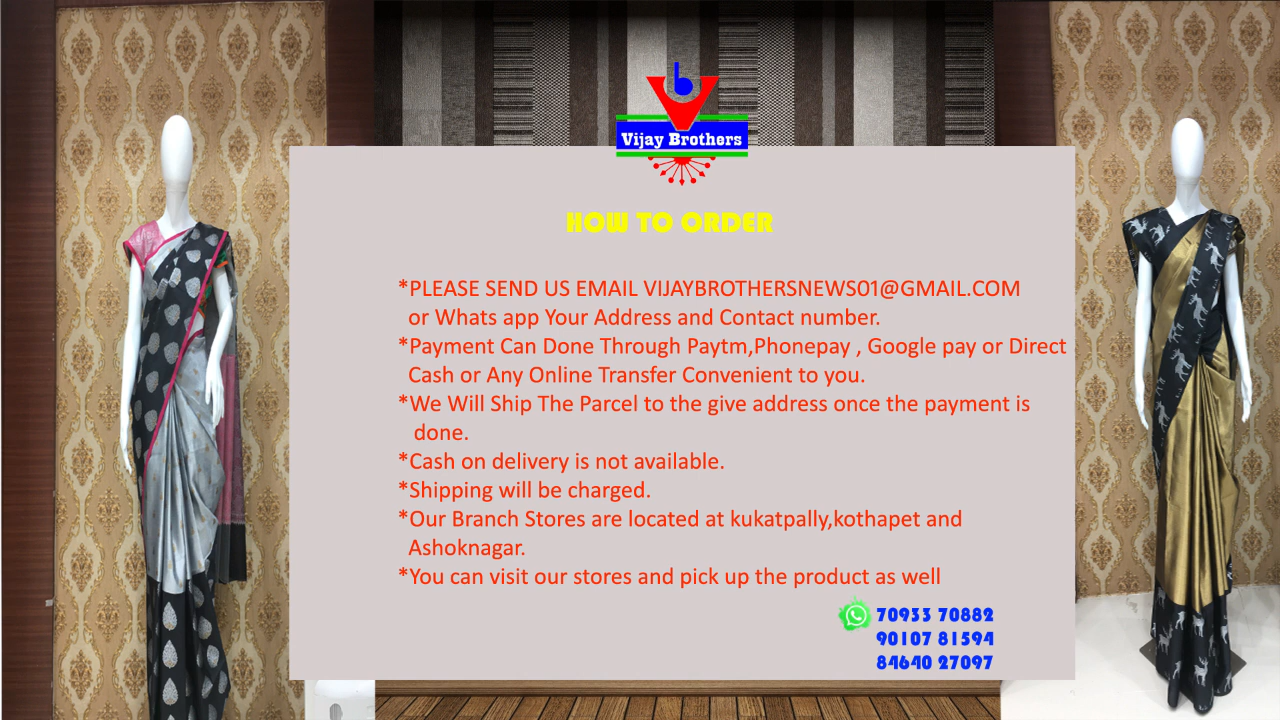 b
Vijay Brothers
HOW TO ORDER
*PLEASE SEND US EMAIL VIJAYBROTHERSNEWS01@GMAIL.COM
or Whats app Your Address and Contact number.
*Payment Can Done Through Paytm,Phonepay , Google pay or Direct
Cash or Any Online Transfer Convenient to you.
*We Will Ship The Parcel to the give address once the payment is
done.
*Cash on delivery is not available.
*Shipping will be charged.
*Our Branch Stores are located at kukatpally,kothapet and
Ashoknagar.
*You can visit our stores and pick up the product as well
70933 70882
90107 81594
84640 27097